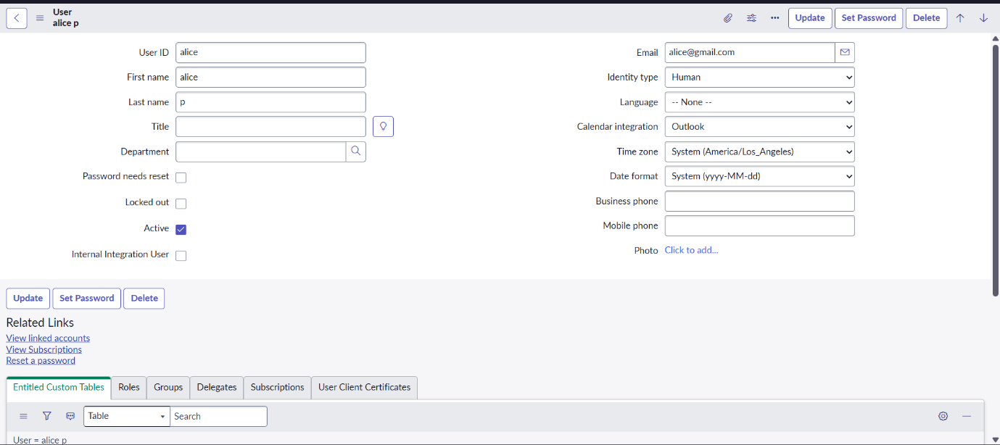 User
alice p
Update Set Password Delete
User ID alice
First name alice
Last name p
Title
Department
Password needs reset
Locked out
Active
Internal Integration User
Email alice@gmail.com
Identity type Human
Language -- None --
Calendar integration Outlook
Time zone System (America/Los_Angeles)
Date format System (yyyy-MM-dd)
Business phone
Mobile phone
Photo Click to add...
Update Set Password Delete
Related Links
View linked accounts
View Subscriptions
Reset a password
Entitled Custom Tables Roles Groups Delegates Subscriptions User Client Certificates
Table Search
User = alice p